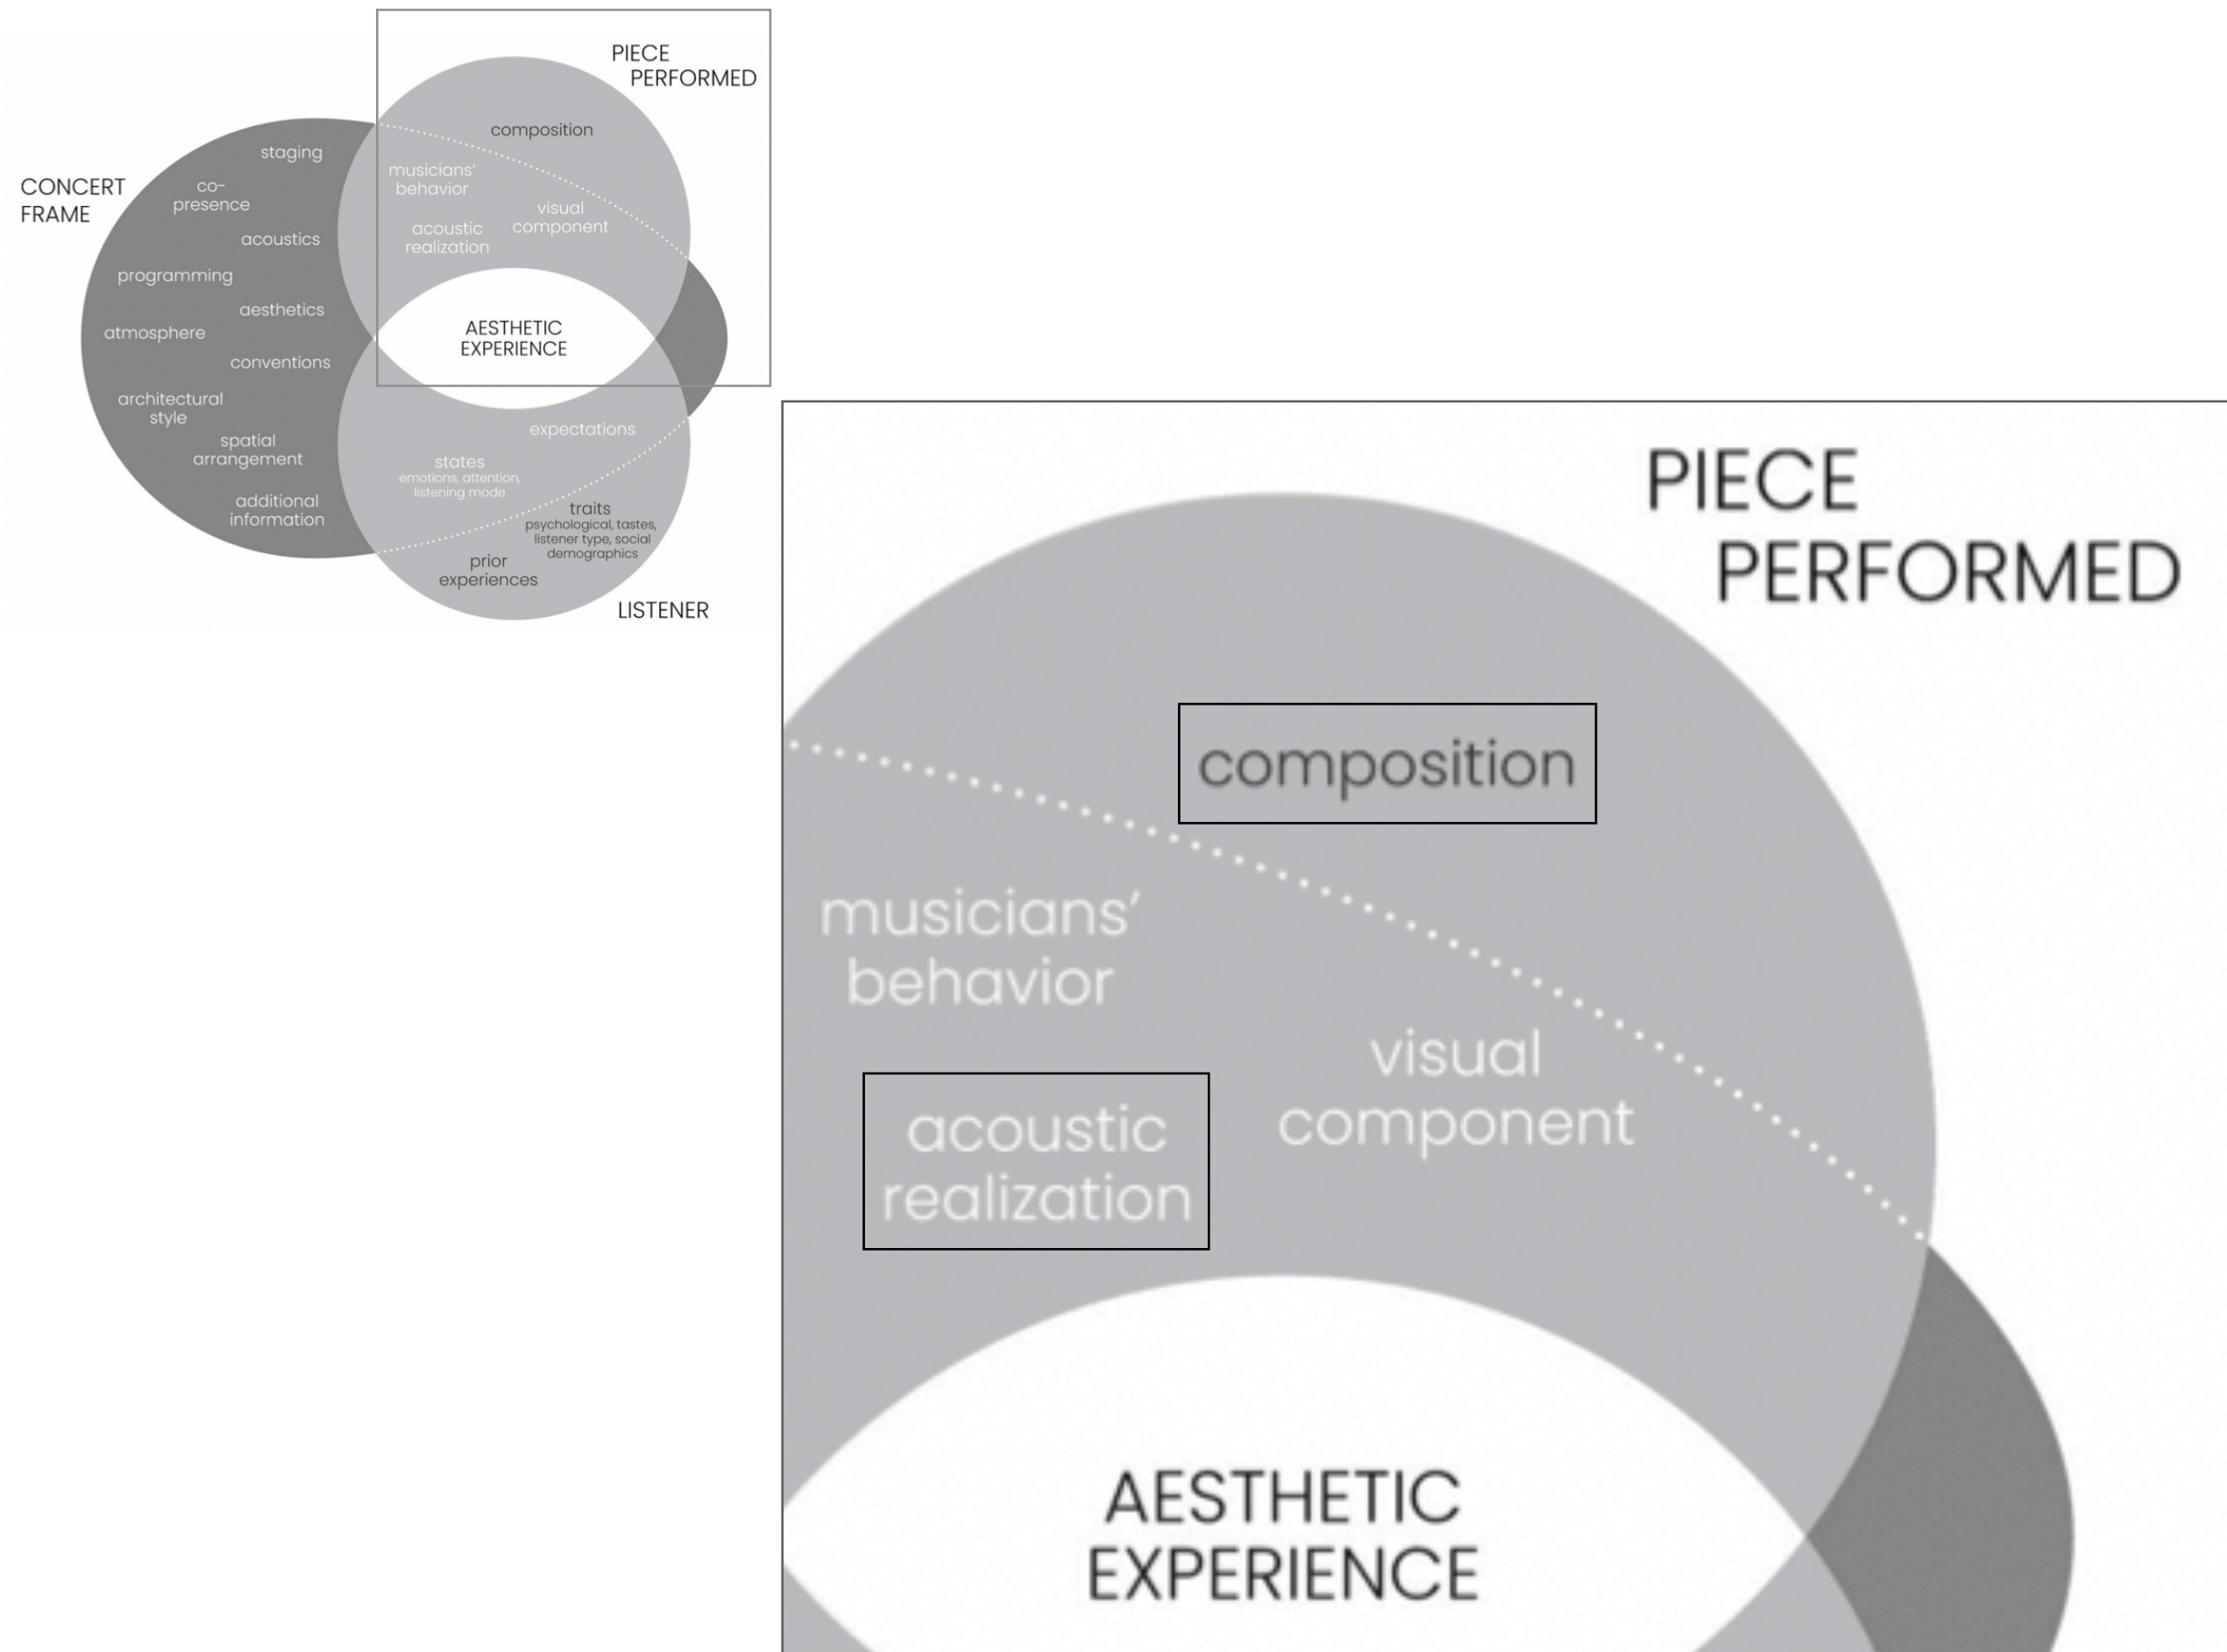 PIECE
PERFORMED
composition
musicians’
behavior
visual
component
acoustic
realization
CONCERT
FRAME
staging
co-
presence
acoustics
programming
aesthetics
atmosphere
conventions
architectural
style
spatial
arrangement
additional
information
AESTHETIC
EXPERIENCE
expectations
states
emotions, attention,
listening mode
traits
psychological, tastes,
listener type, social
demographics
prior
experiences
LISTENER
PIECE
PERFORMED
composition
musicians’
behavior
visual
component
acoustic
realization
AESTHETIC
EXPERIENCE